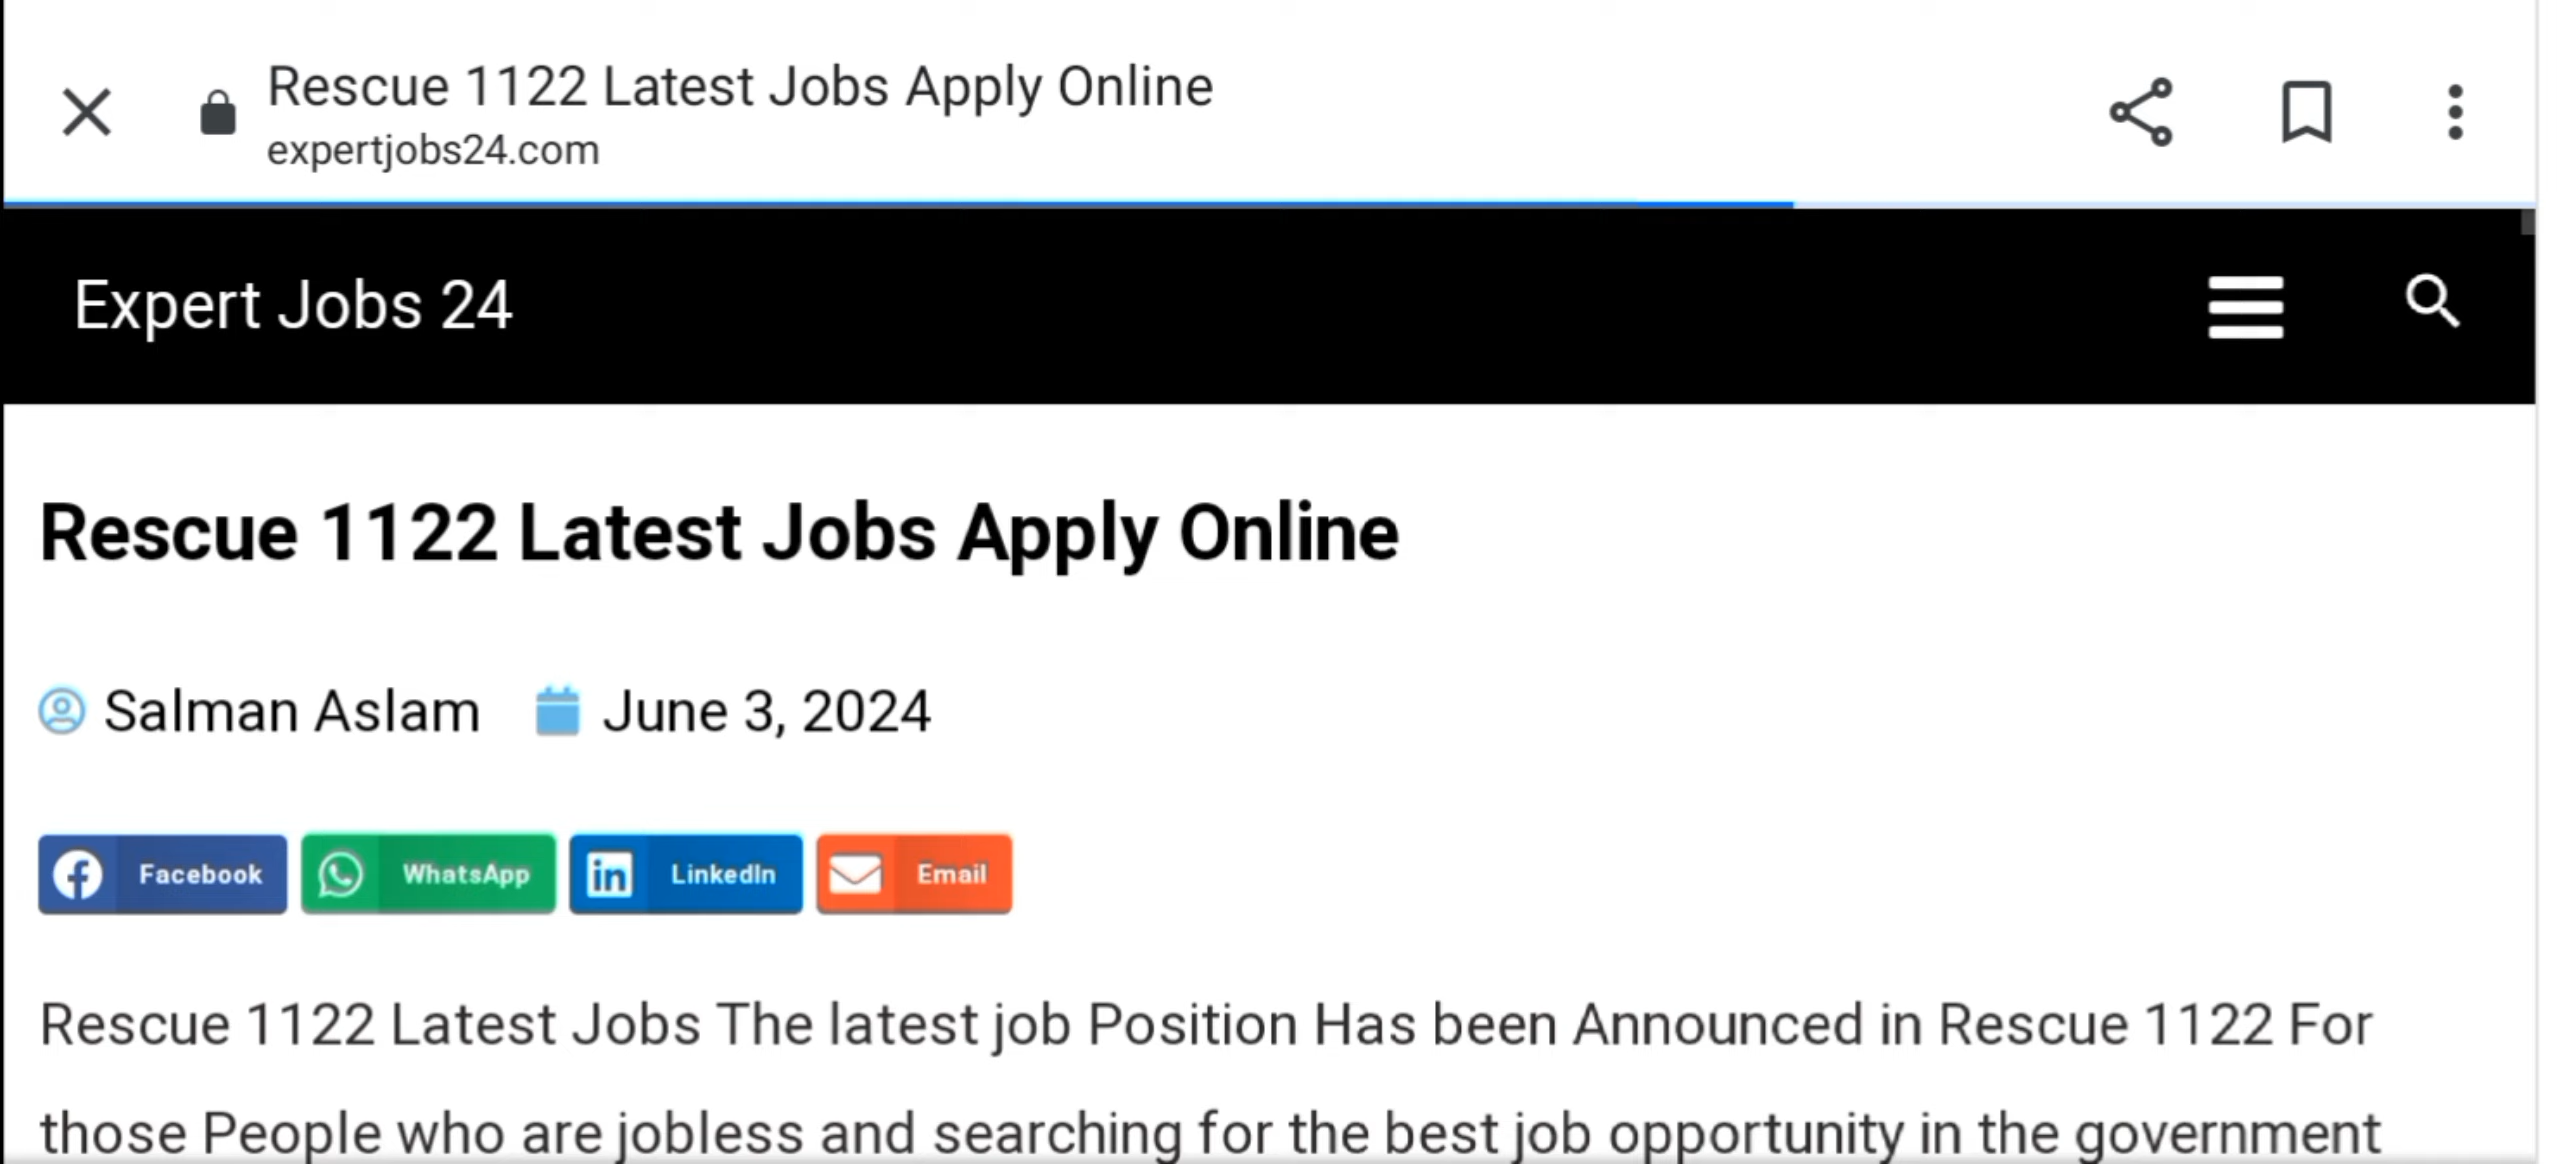 Rescue 1122 Latest Jobs Apply Online
expertjobs24.com
Expert Jobs 24
Rescue 1122 Latest Jobs Apply Online
Salman Aslam June 3, 2024
Facebook WhatsApp LinkedIn Email
Rescue 1122 Latest Jobs The latest job Position Has been Announced in Rescue 1122 For
those People who are jobless and searching for the best job opportunity in the government